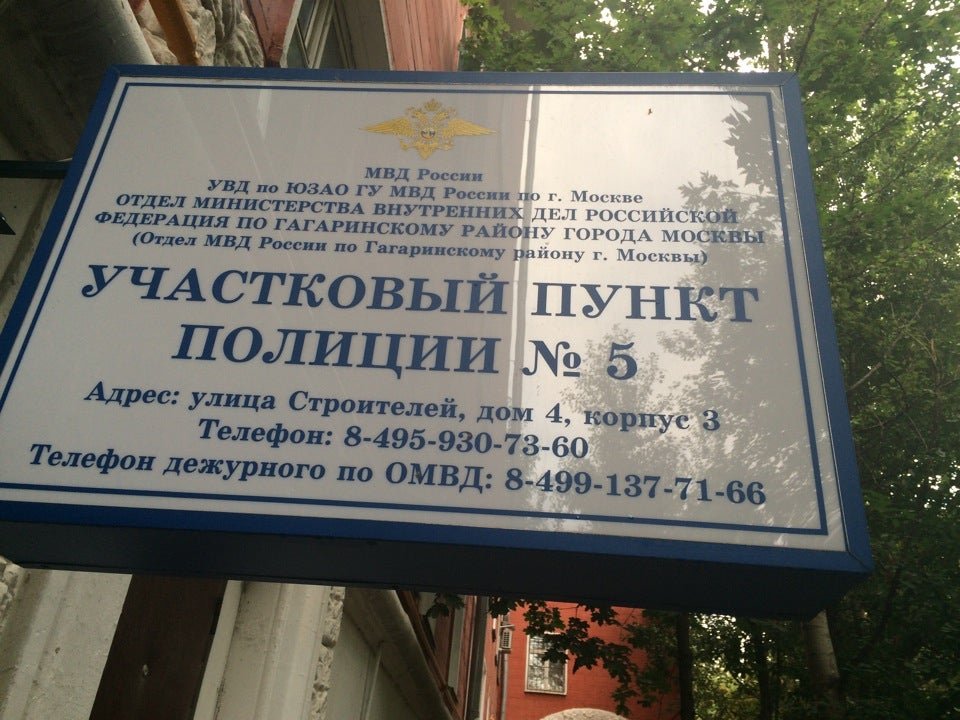 МВД России
УВД по ЮЗАО ГУ МВД России по г. Москве
ОТДЕЛ МИНИСТЕРСТВА ВНУТРЕННИХ ДЕЛ РОССИЙСКОЙ
ФЕДЕРАЦИЯ ПО ГАГАРИНСКОМУ РАЙОНУ ГОРОДА МОСКВЫ
(Отдел МВД России по Гагаринскому району г. Москвы)
УЧАСТКОВЫЙ ПУНКТ
ПОЛИЦИИ № 5
Адрес: улица Строителей, дом 4, корпус 3
Телефон: 8-495-930-73-60
Телефон дежурного по ОМВД: 8-499-137-71-66